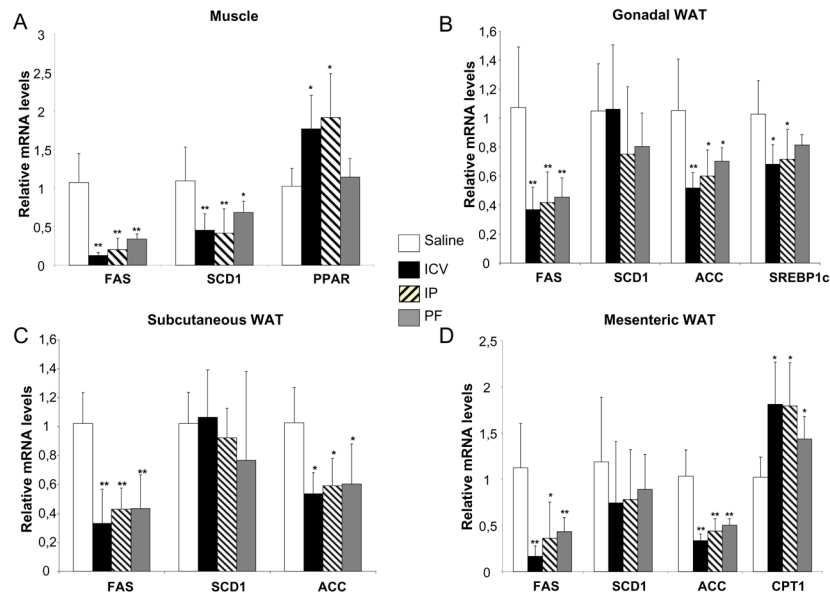 A
Muscle
Relative mRNA levels
3
2,5
2
1,5
1
0,5
0
* *
** ** **
** ** *
FAS SCD1 PPAR
B
Gonadal WAT
Relative mRNA levels
1,6
1,4
1,2
1
0,8
0,6
0,4
0,2
0
** ** **
** * *
* *
FAS SCD1 ACC SREBP1c
Saline
ICV
IP
PF
C
Subcutaneous WAT
Relative mRNA levels
1,6
1,4
1,2
1
0,8
0,6
0,4
0,2
0
** ** **
* * *
FAS SCD1 ACC
D
Mesenteric WAT
Relative mRNA levels
2,5
2
1,5
1
0,5
0
** * **
** ** **
* * *
FAS SCD1 ACC CPT1